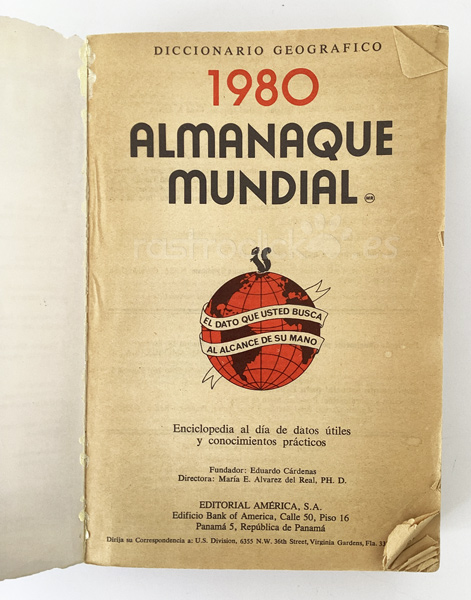 DICCIONARIO GEOGRAFICO
1980
ALMANAQUE
MUNDIAL
MR
EL DATO QUE USTED BUSCA
AL ALCANCE DE SU MANO
Enciclopedia al día de datos útiles
y conocimientos prácticos
Fundador: Eduardo Cárdenas
Directora: María E. Alvarez del Real, PH. D.
EDITORIAL AMÉRICA, S.A.
Edificio Bank of America, Calle 50, Piso 16
Panamá 5, República de Panamá
Dirija su Correspondencia a: U.S. Division, 6355 N.W. 36th Street, Virginia Gardens, Fla.